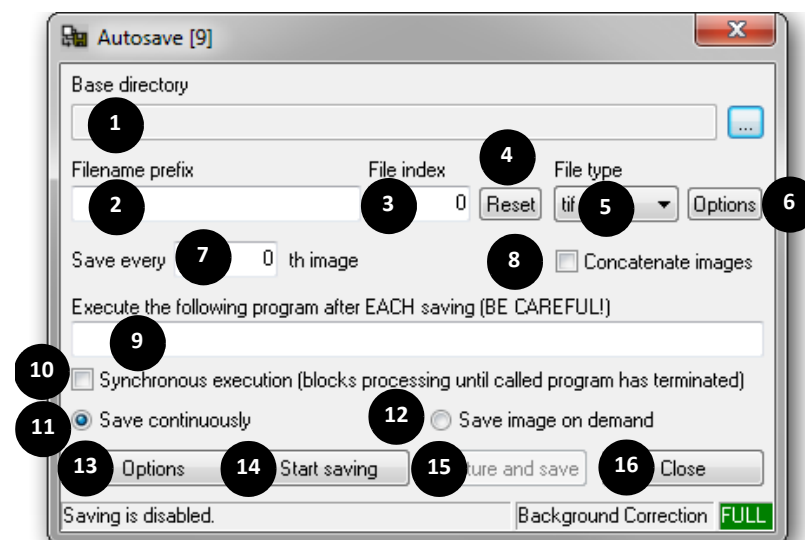 Autosave [9]
Base directory
1
...
Filename prefix
File index
4
File type
2
3
0
Reset
tif
5
Options
6
Save every
7
0
th image
8
Concatenate images
Execute the following program after EACH saving (BE CAREFUL!)
9
10
Synchronous execution (blocks processing until called program has terminated)
11
Save continuously
12
Save image on demand
13
Options
14
Start saving
15
ture and save
16
Close
Saving is disabled.
Background Correction
FULL